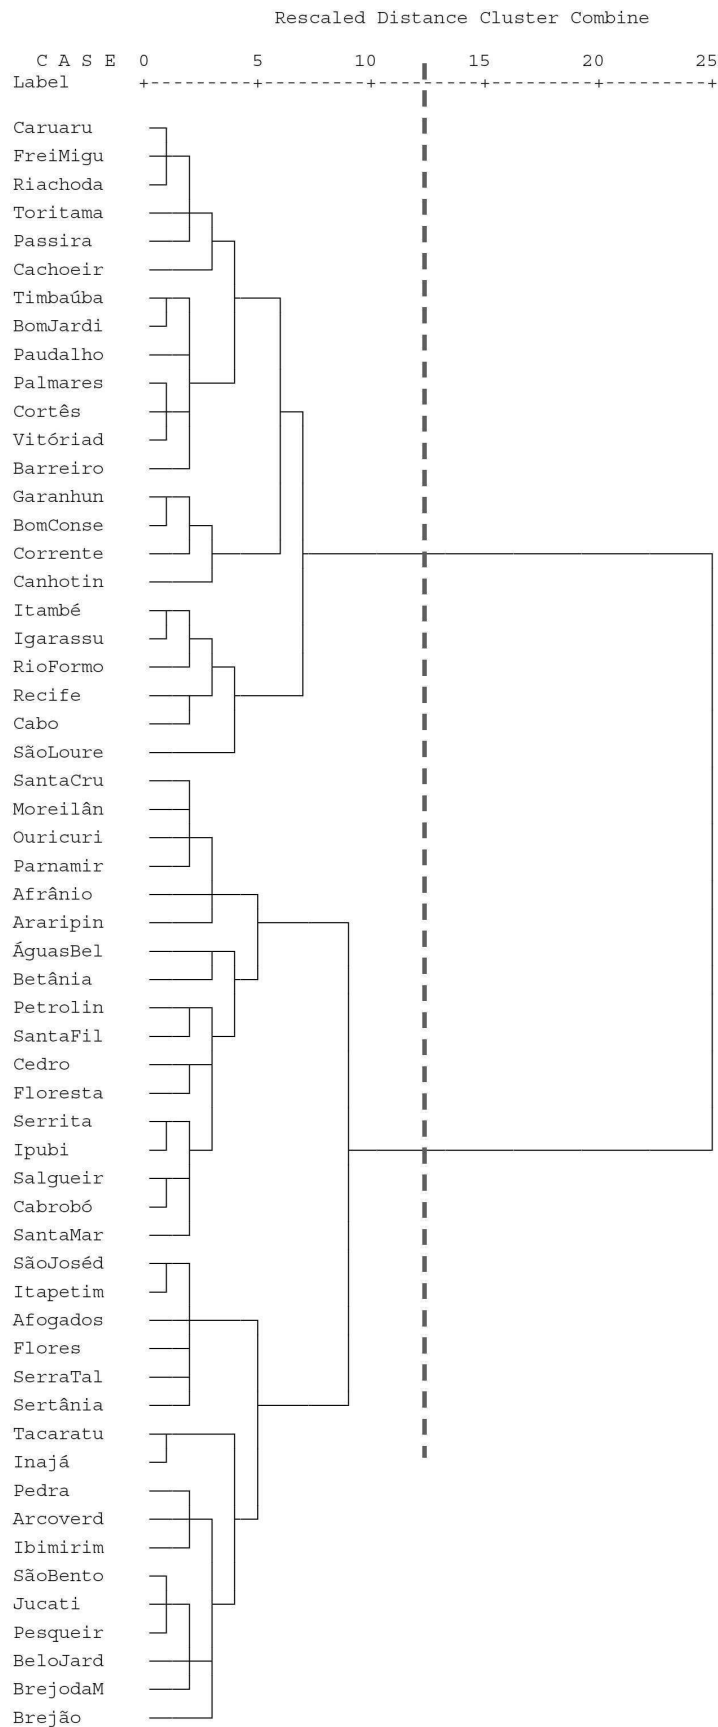 Rescaled Distance Cluster Combine
C A S E 0 5 10 15 20 25
Label +---------+---------+---------+---------+---------+
Caruaru
FreiMigu
Riachoda
Toritama
Passira
Cachoeir
Timbaúba
BomJardi
Paudalho
Palmares
Cortês
Vitóriad
Barreiro
Garanhun
BomConse
Corrente
Canhotin
Itambé
Igarassu
RioFormo
Recife
Cabo
SãoLoure
SantaCru
Moreilân
Ouricuri
Parnamir
Afrânio
Araripin
ÁguasBel
Betânia
Petrolin
SantaFil
Cedro
Floresta
Serrita
Ipubi
Salgueir
Cabrobó
SantaMar
SãoJoséd
Itapetim
Afogados
Flores
SerraTal
Sertânia
Tacaratu
Inajá
Pedra
Arcoverd
Ibimirim
SãoBento
Jucati
Pesqueir
BeloJard
BrejodaM
Brejão